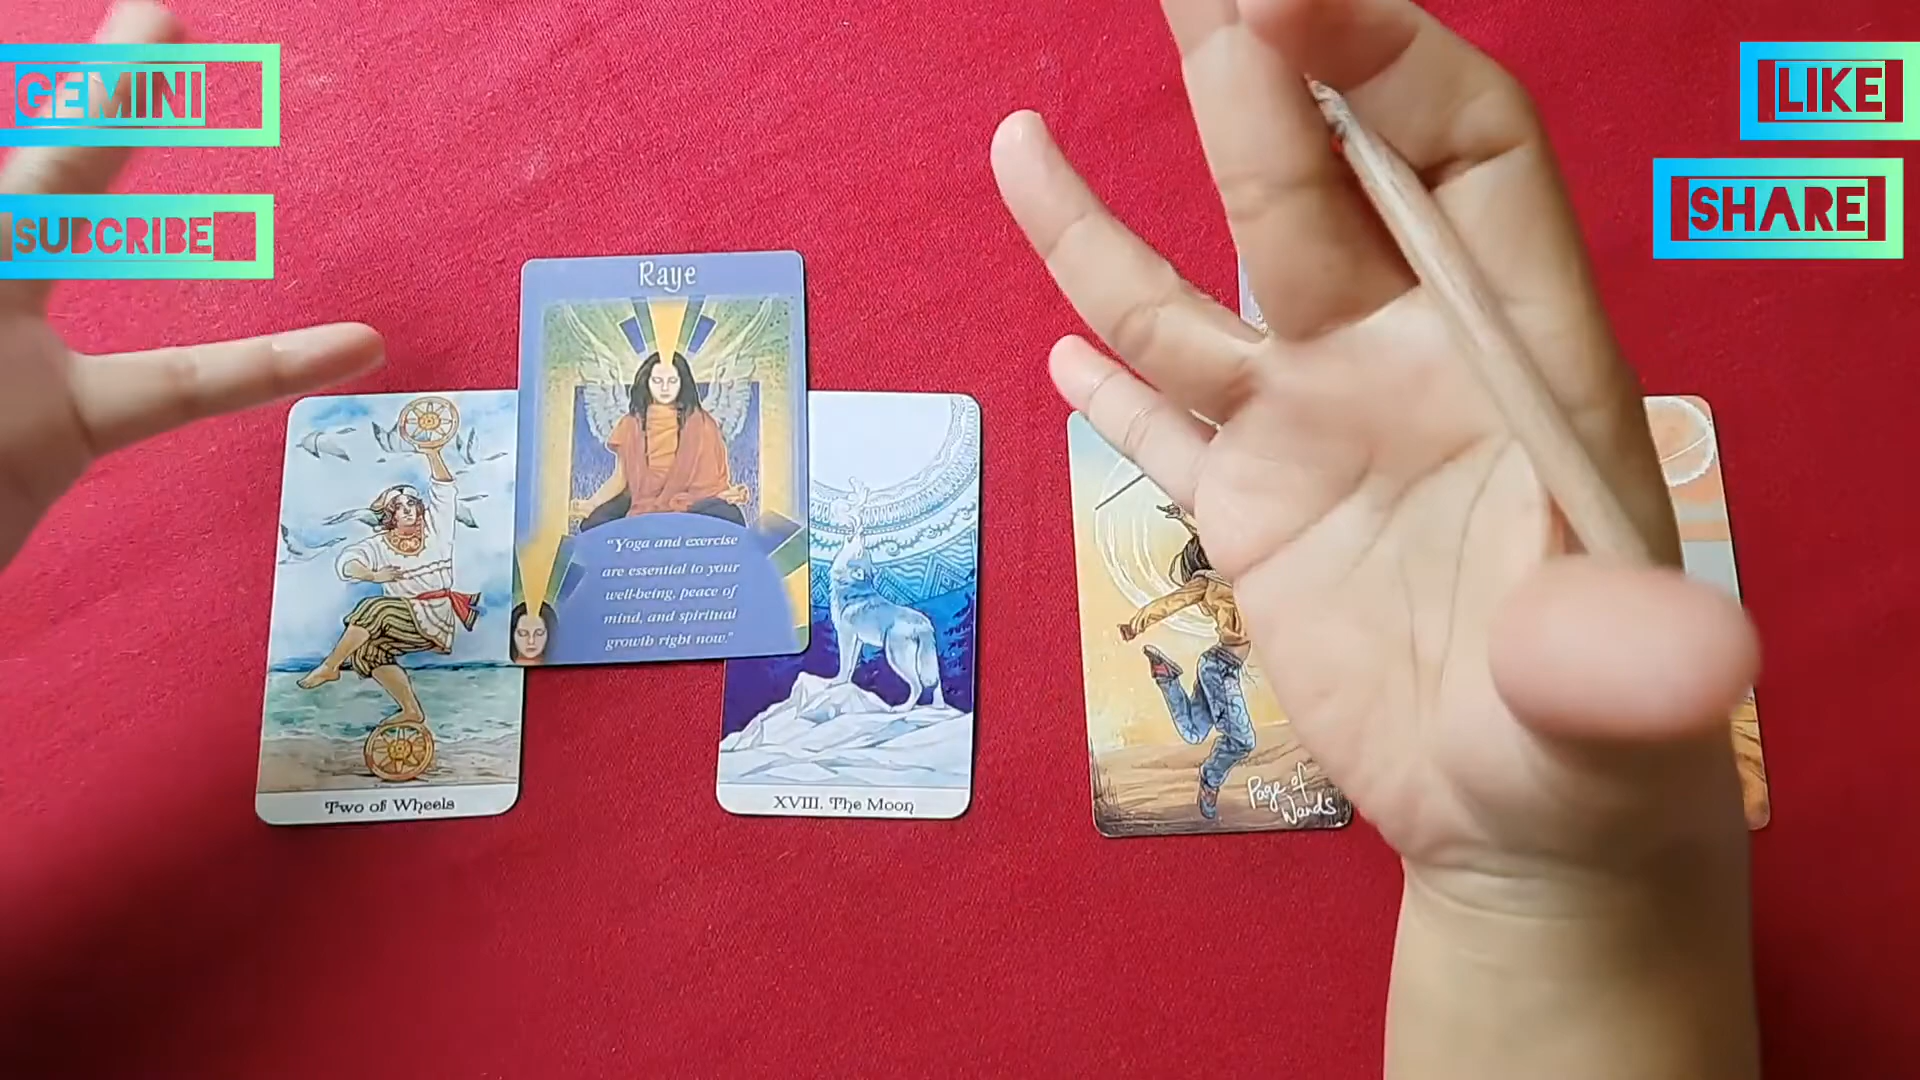 GEMINI
SUBCRIBE
LIKE
SHARE
Raye
"Yoga and exercise
are essential to your
well-being, peace of
mind, and spiritual
growth right now."
Two of Wheels
XVIII. The Moon
Page of
Wands